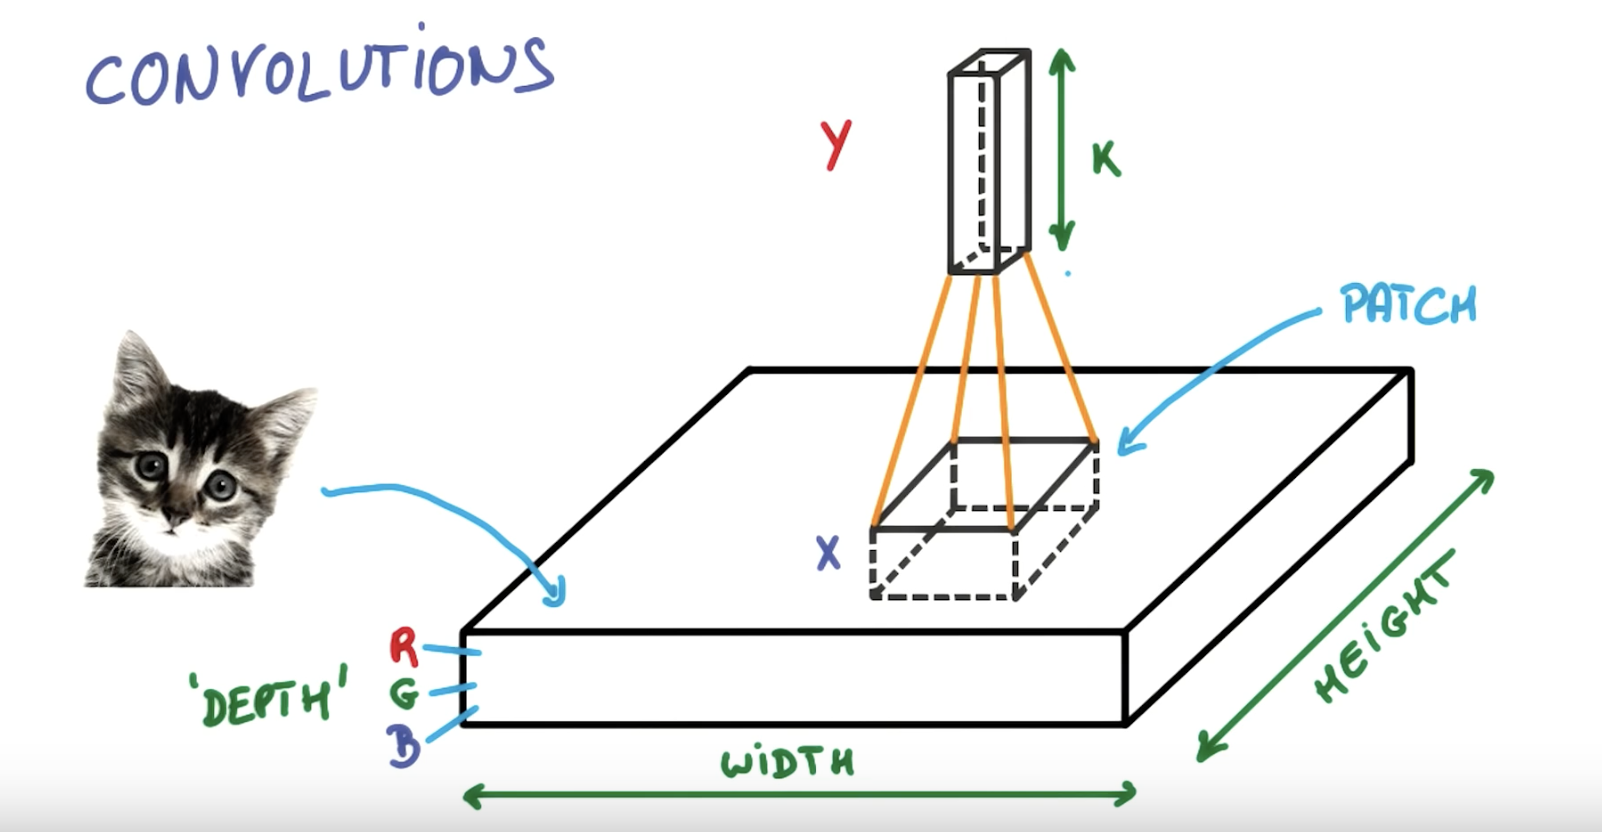 CONVOLUTIONS
Y
K
PATCH
X
R
'DEPTH'
G
B
WIDTH
HEIGHT